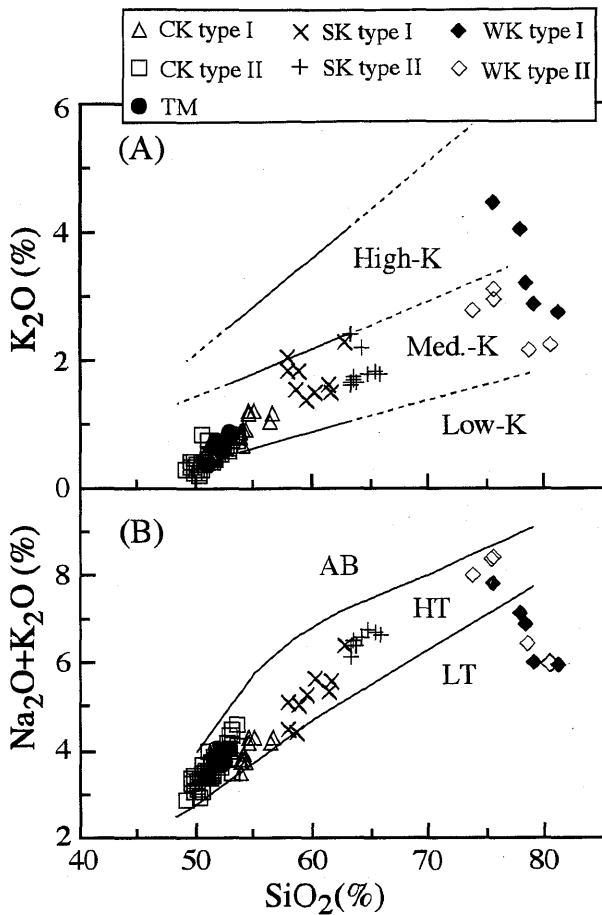 CK type I SK type I WK type I
CK type II SK type II WK type II
TM
6
(A)
High-K
4
Med.-K
2
Low-K
0
K2O (%)
(B)
AB
8
HT
6
LT
4
2
Na2O+K2O (%)
40 50 60 70 80
SiO2(%)